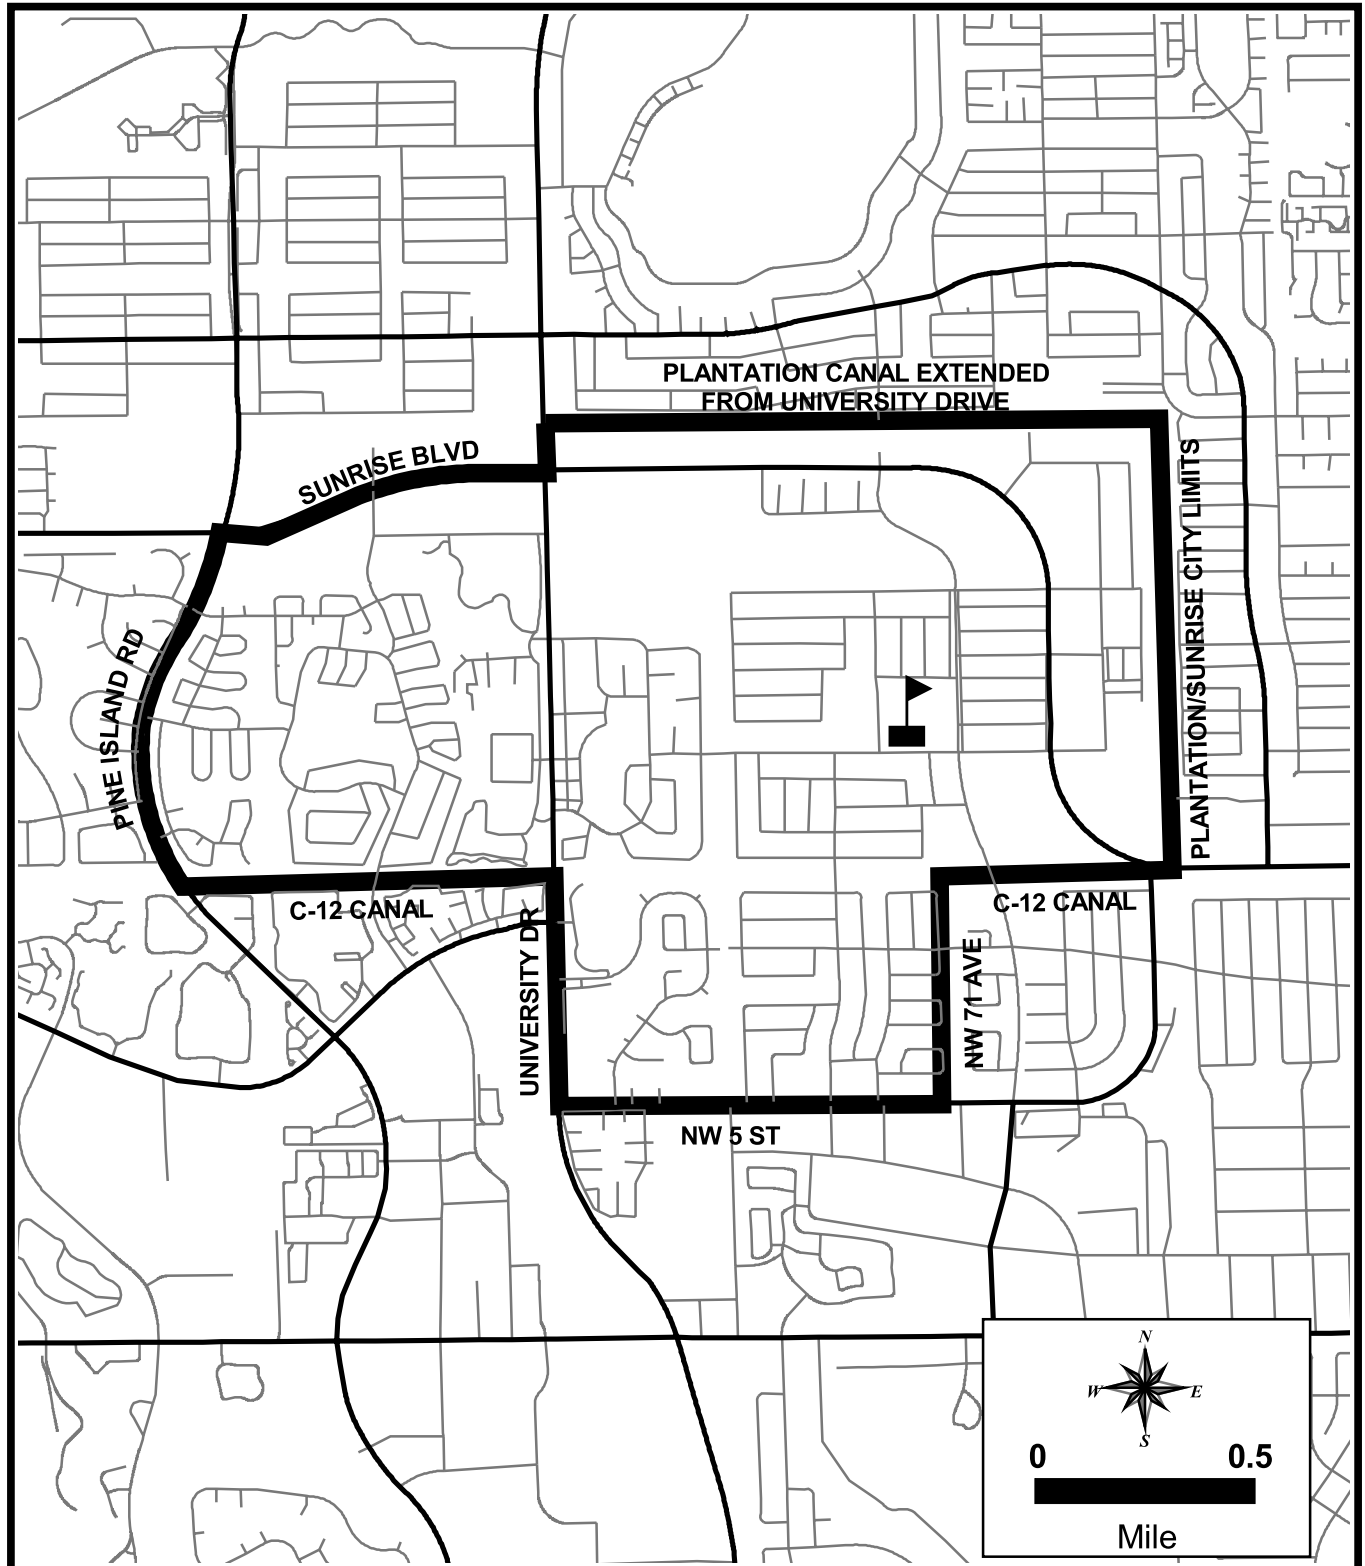 PLANTATION CANAL EXTENDED
FROM UNIVERSITY DRIVE
SUNRISE BLVD
PLANTATION/SUNRISE CITY LIMITS
PINE ISLAND RD
C-12 CANAL
C-12 CANAL
UNIVERSITY DR
NW 71 AVE
NW 5 ST
N
W E
S
0 0.5
Mile